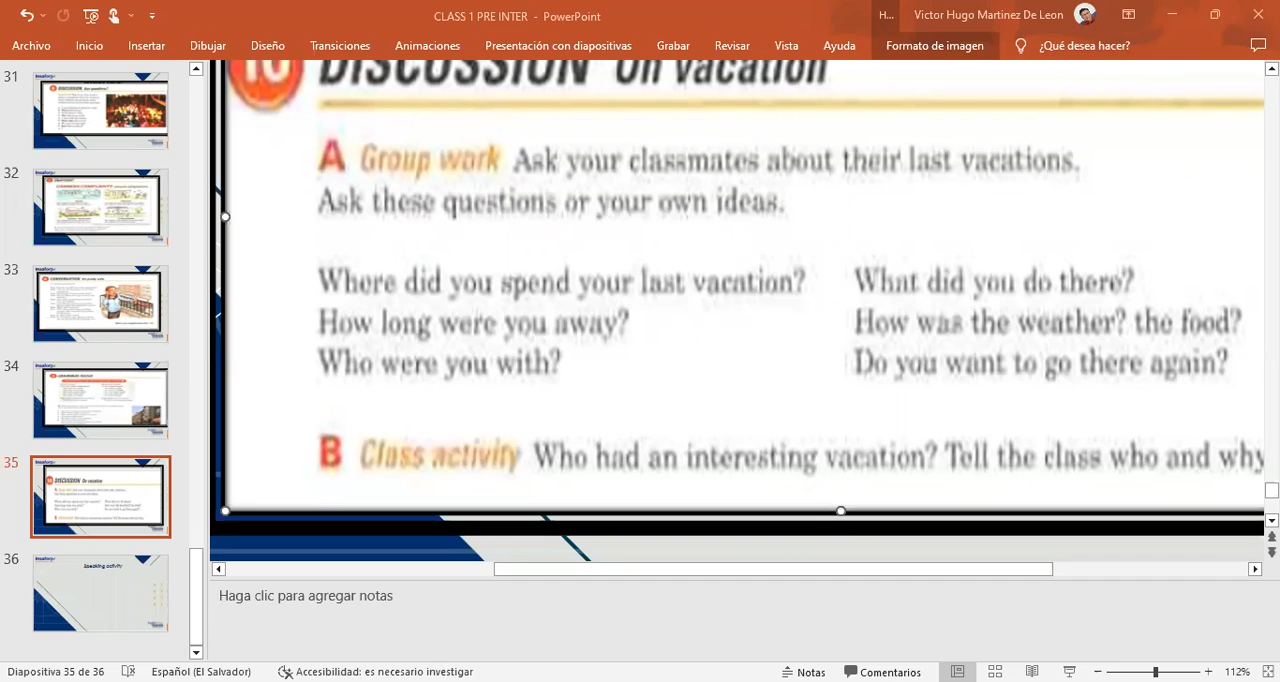 CLASS 1 PRE INTER - PowerPoint
H...
Victor Hugo Martinez De Leon
Archivo Inicio Insertar Dibujar Diseño Transiciones Animaciones Presentación con diapositivas Grabar Revisar Vista Ayuda Formato de imagen ¿Qué desea hacer?
31
DISCUSSION
32
33
34
35
DISCUSSION On vacation
36
Speaking activity
10 DISCUSSION On vacation
A Group work Ask your classmates about their last vacations.
Ask these questions or your own ideas.
Where did you spend your last vacation? What did you do there?
How long were you away? How was the weather? the food?
Who were you with? Do you want to go there again?
B Class activity Who had an interesting vacation? Tell the class who and why
Haga clic para agregar notas
Diapositiva 35 de 36 Español (El Salvador) Accesibilidad: es necesario investigar Notas Comentarios 112%